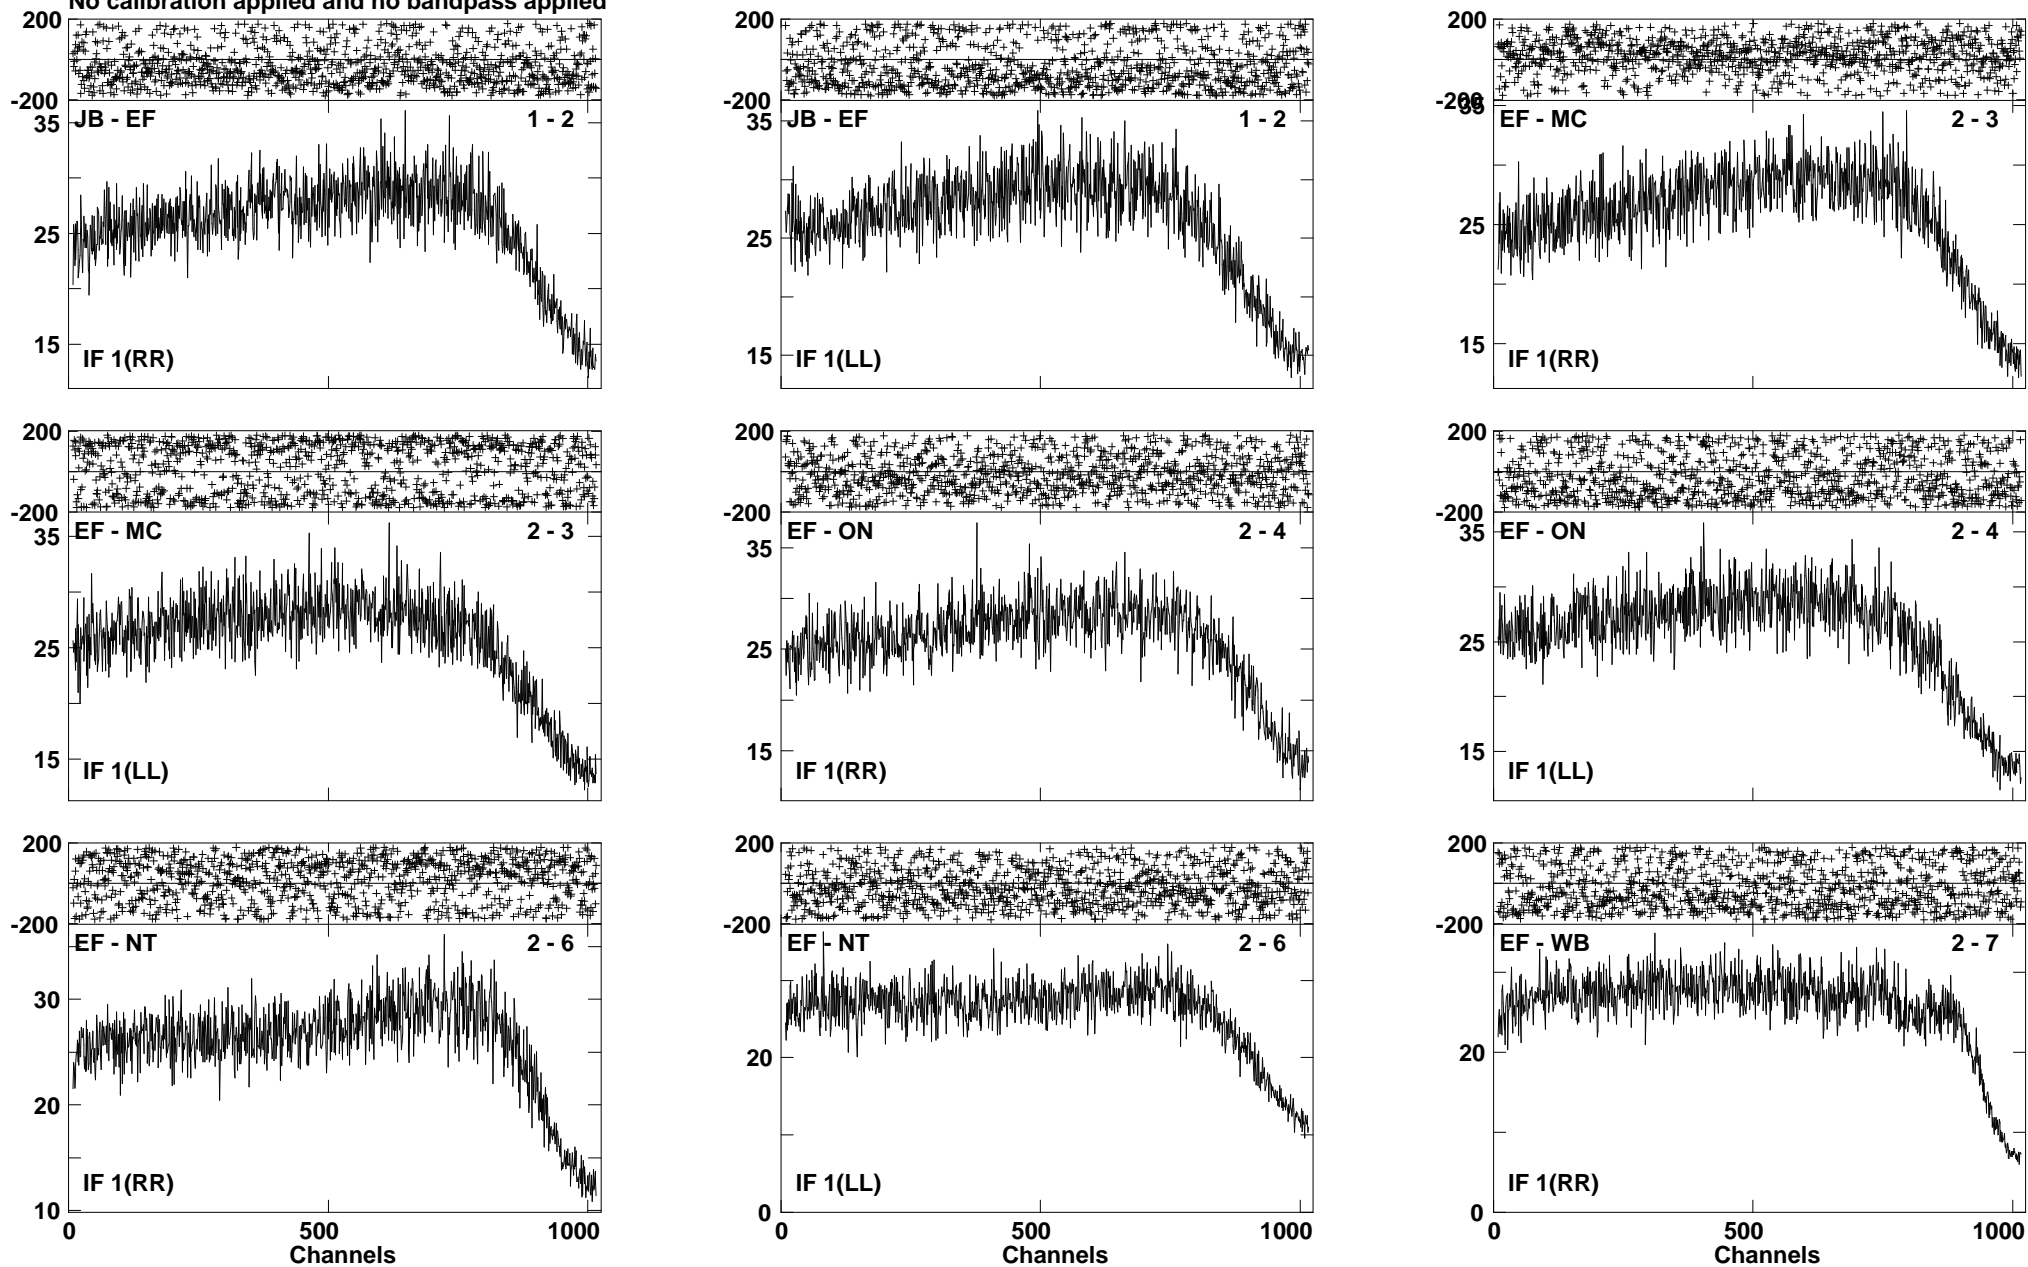 No calibration applied and no bandpass applied
200 200 200
-200 -200 -200
JB - EF 1 - 2 JB - EF 1 - 2 EF - MC 2 - 3
35 35
25 25 25
15 15 15
IF 1(RR) IF 1(LL) IF 1(RR)
200 200 200
-200 -200 -200
EF - MC 2 - 3 EF - ON 2 - 4 EF - ON 2 - 4
35 35 35
25 25 25
15 15 15
IF 1(LL) IF 1(RR) IF 1(LL)
200 200 200
-200 -200 -200
EF - NT 2 - 6 EF - NT 2 - 6 EF - WB 2 - 7
30
20 20 20
IF 1(RR) IF 1(LL) IF 1(RR)
10 0 0
0 500 1000 0 500 1000 0 500 1000
Channels Channels Channels